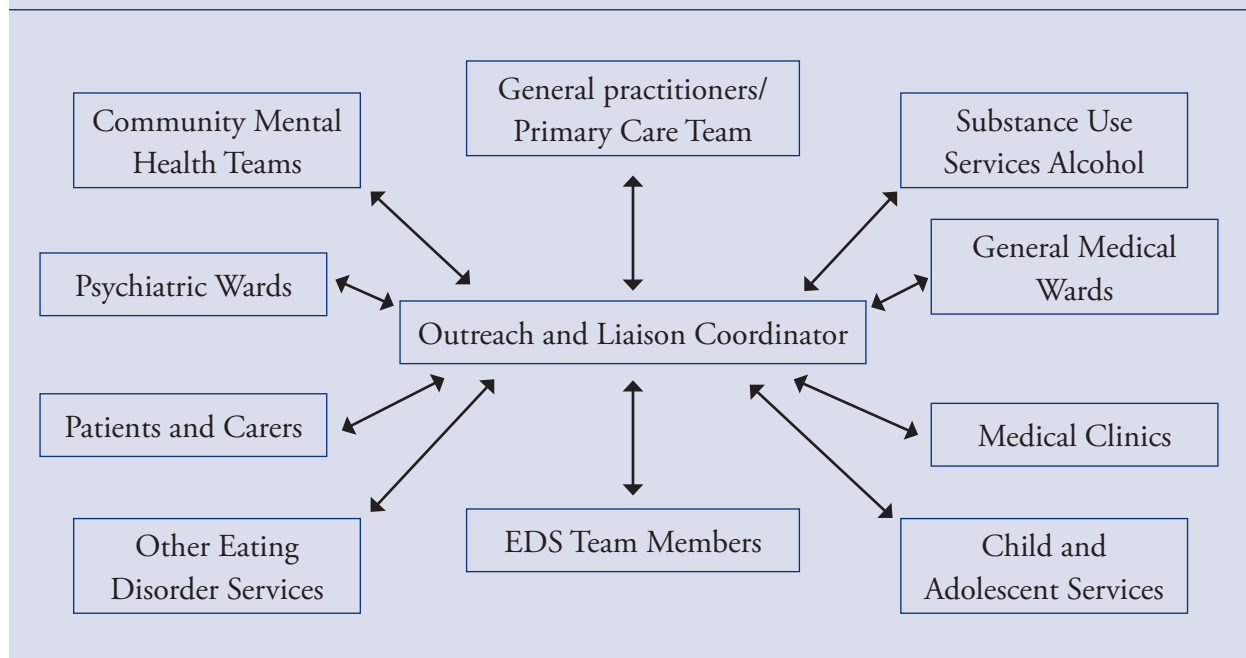 Community Mental
Health Teams
General practitioners/
Primary Care Team
Substance Use
Services Alcohol
Psychiatric Wards
General Medical
Wards
Outreach and Liaison Coordinator
Patients and Carers
Medical Clinics
Other Eating
Disorder Services
EDS Team Members
Child and
Adolescent Services